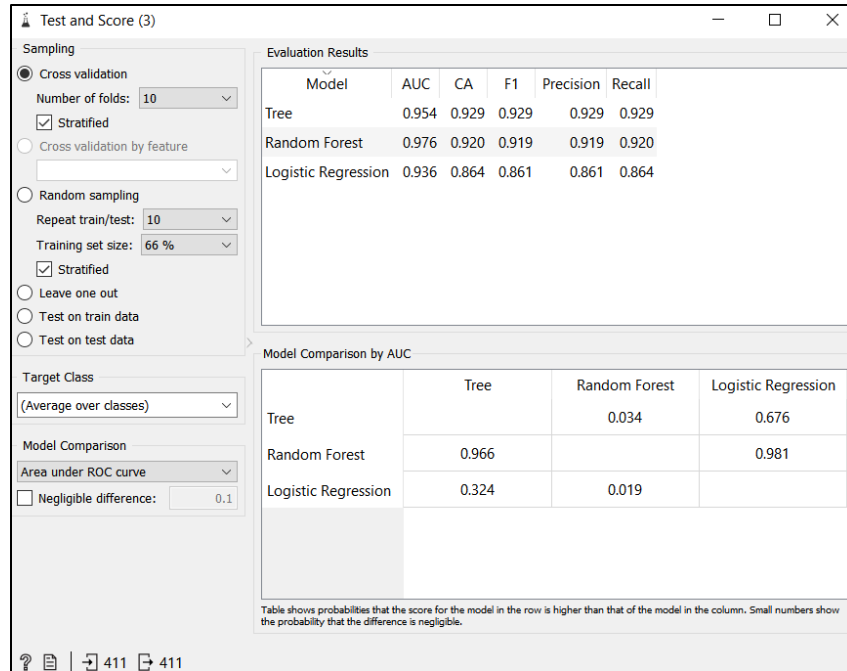 Test and Score (3)
Sampling
Cross validation
Number of folds: 10
Stratified
Cross validation by feature
Random sampling
Repeat train/test: 10
Training set size: 66 %
Stratified
Leave one out
Test on train data
Test on test data
Target Class
(Average over classes)
Model Comparison
Area under ROC curve
Negligible difference: 0.1
Evaluation Results
Model AUC CA F1 Precision Recall
Tree 0.954 0.929 0.929 0.929 0.929
Random Forest 0.976 0.920 0.919 0.919 0.920
Logistic Regression 0.936 0.864 0.861 0.861 0.864
Model Comparison by AUC
Tree Random Forest Logistic Regression
Tree 0.034 0.676
Random Forest 0.966 0.981
Logistic Regression 0.324 0.019
Table shows probabilities that the score for the model in the row is higher than that of the model in the column. Small numbers show
the probability that the difference is negligible.
? 411 411